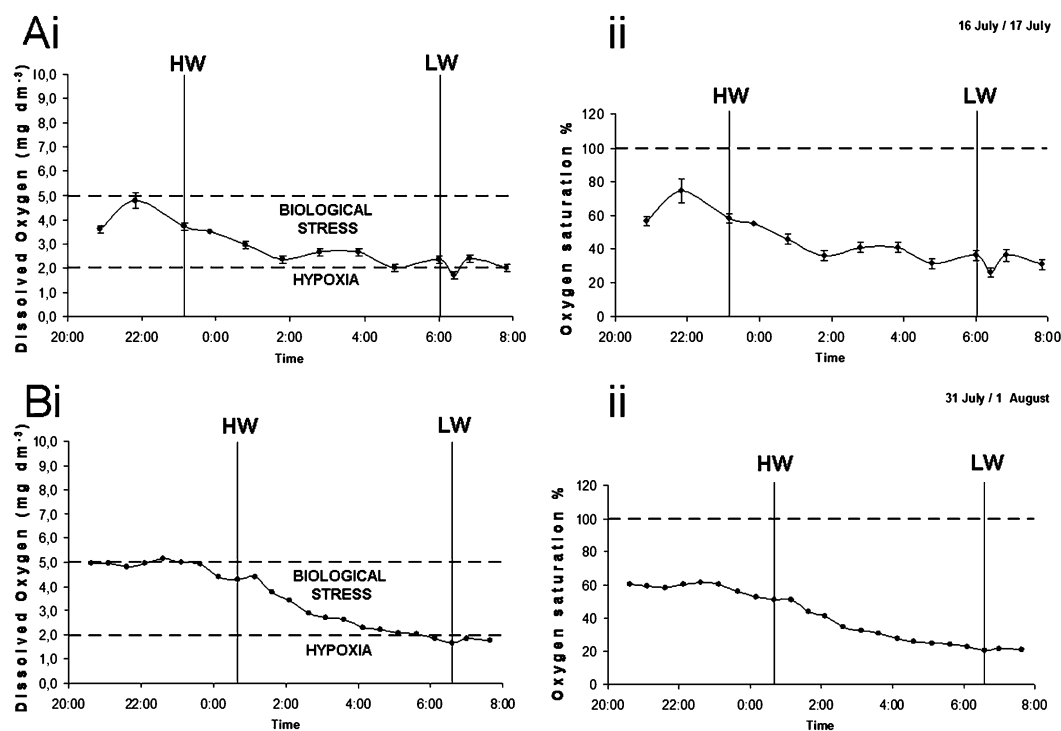 Ai
ii
16 July / 17 July
HW
LW
Dissolved Oxygen (mg dm-3)
10,0
9,0
8,0
7,0
6,0
5,0
4,0
3,0
2,0
1,0
0,0
BIOLOGICAL
STRESS
HYPOXIA
20:00 22:00 0:00 2:00 4:00 6:00 8:00
Time
HW
LW
Oxygen saturation %
120
100
80
60
40
20
0
20:00 22:00 0:00 2:00 4:00 6:00 8:00
Time
Bi
ii
31 July / 1 August
HW
LW
Dissolved Oxygen (mg dm-3)
10,0
9,0
8,0
7,0
6,0
5,0
4,0
3,0
2,0
1,0
0,0
BIOLOGICAL
STRESS
HYPOXIA
20:00 22:00 0:00 2:00 4:00 6:00 8:00
Time
HW
LW
Oxygen saturation %
120
100
80
60
40
20
0
20:00 22:00 0:00 2:00 4:00 6:00 8:00
Time